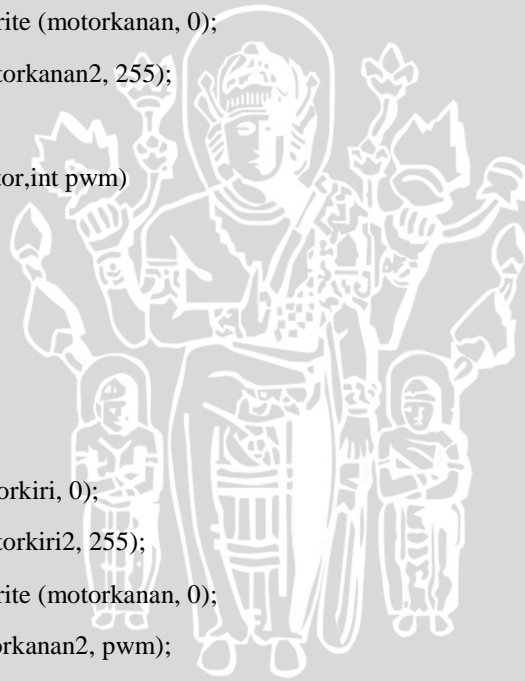 rite (motorkanan, 0);
torkanan2, 255);
tor,int pwm)
orkiri, 0);
torkiri2, 255);
rite (motorkanan, 0);
orkanan2, pwm);